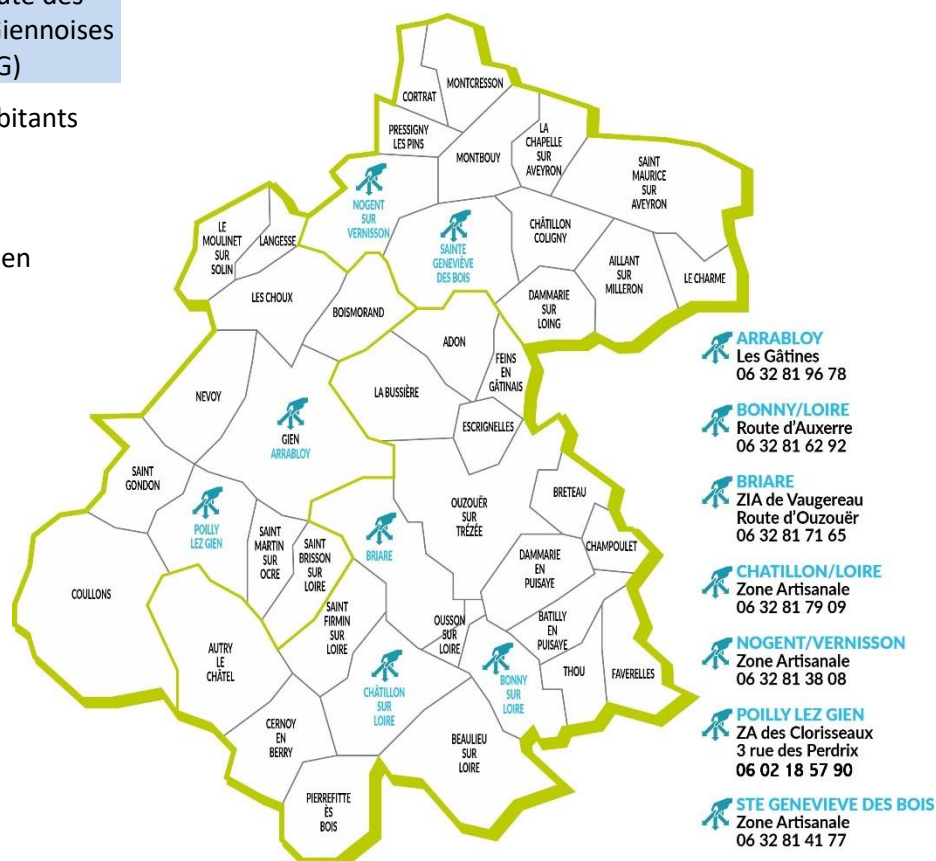 ute des
Giennoises
G)
bitants
en
CORTRAT
MONTCRESSON
PRESSIGNY
LES PINS
MONTBOUY
LA
CHAPELLE
SUR
AVEYRON
SAINT
MAURICE
SUR
AVEYRON
NOGENT
SUR
VERNISSON
LE
MOULINET
SUR
SOLIN
LANGESSE
SAINTE
GENEVIÈVE
DES BOIS
CHÂTILLON
COLIGNY
AILLANT
SUR
MILLERON
LE CHARME
LES CHOUX
BOISMORAND
DAMMARIE
SUR
LOING
ADON
FEINS
EN
GÂTINAIS
NEVOY
LA BUSSIÈRE
ESCRIGNELLES
GIEN
ARRABLOY
SAINT
GONDON
OUZOUËR
SUR
TRÉZÉE
BRETEAU
POILLY
LEZ GIEN
SAINT
MARTIN
SUR
OCRE
SAINT
BRISSON
SUR
LOIRE
BRIARE
DAMMARIE
EN
PUISAYE
CHAMPOULET
COULLONS
SAINT
FIRMIN
SUR
LOIRE
OUSSON
SUR
LOIRE
BATILLY
EN
PUISAYE
AUTRY
LE
CHÂTEL
CHÂTILLON
SUR
LOIRE
BONNY
SUR
LOIRE
THOU
FAVERELLES
CERNOY
EN
BERRY
BEAULIEU
SUR
LOIRE
PIERREFITTE
ÈS
BOIS
ARRABLOY
Les Gâtines
06 32 81 96 78
BONNY/LOIRE
Route d'Auxerre
06 32 81 62 92
BRIARE
ZIA de Vaugereau
Route d'Ouzouër
06 32 81 71 65
CHATILLON/LOIRE
Zone Artisanale
06 32 81 79 09
NOGENT/VERNISSON
Zone Artisanale
06 32 81 38 08
POILLY LEZ GIEN
ZA des Clorisseaux
3 rue des Perdrix
06 02 18 57 90
STE GENEVIEVE DES BOIS
Zone Artisanale
06 32 81 41 77